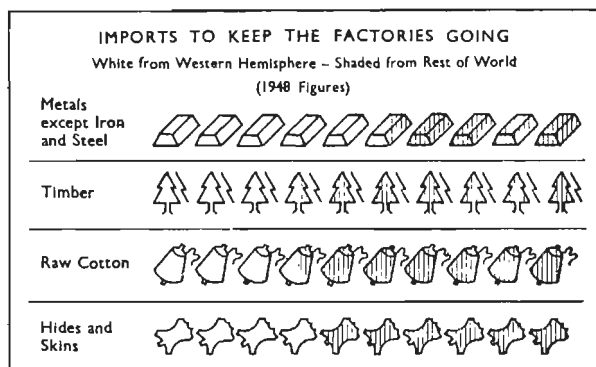 IMPORTS TO KEEP THE FACTORIES GOING
White from Western Hemisphere – Shaded from Rest of World
(1948 Figures)
Metals
except Iron
and Steel
Timber
Raw Cotton
Hides and
Skins